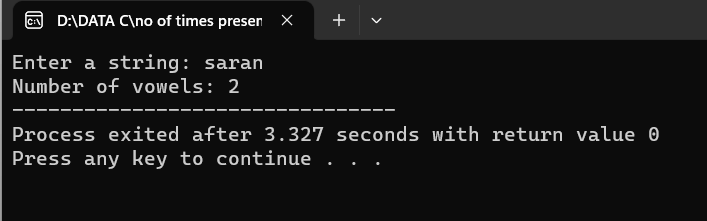 D:\DATA C\no of times presen
Enter a string: saran
Number of vowels: 2
--------------------------------
Process exited after 3.327 seconds with return value 0
Press any key to continue . . .